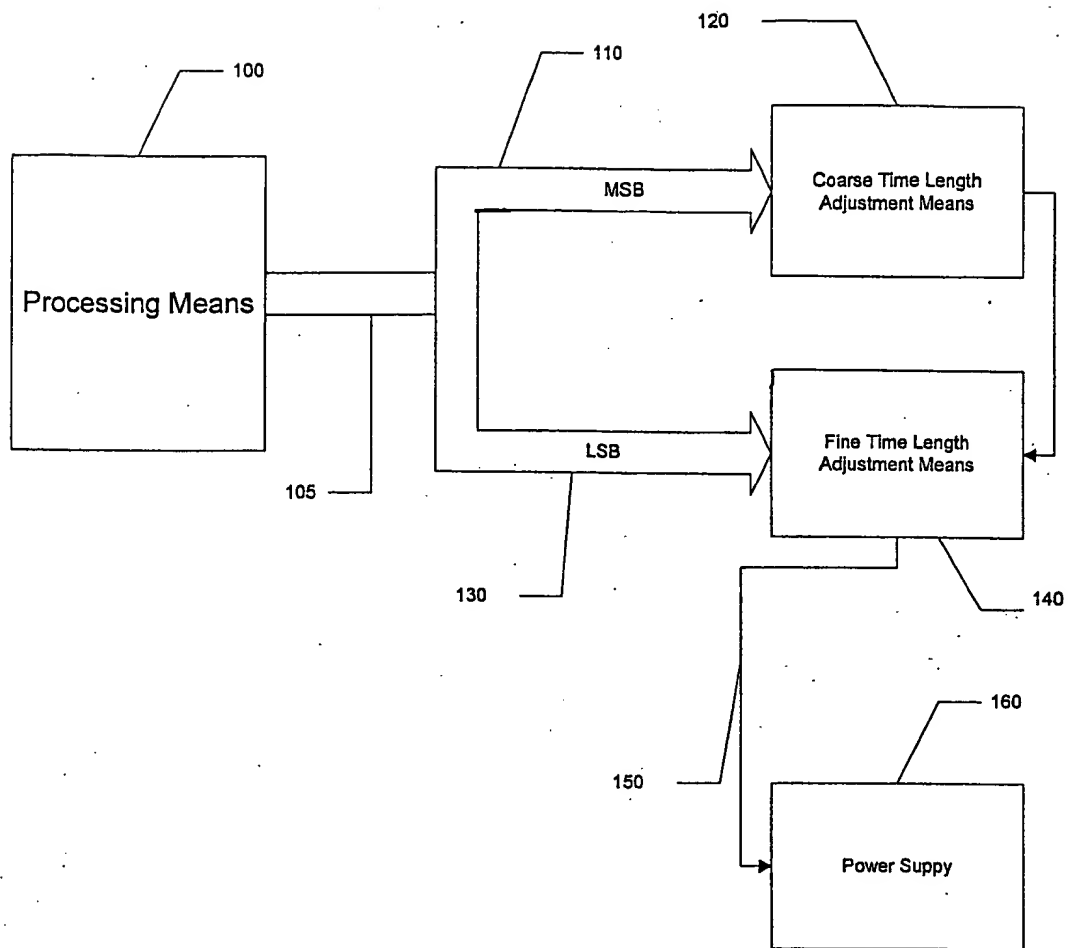 120
110
100
MSB
Coarse Time Length
Adjustment Means
Processing Means
Fine Time Length
Adjustment Means
LSB
105
130
140
160
150
Power Suppy